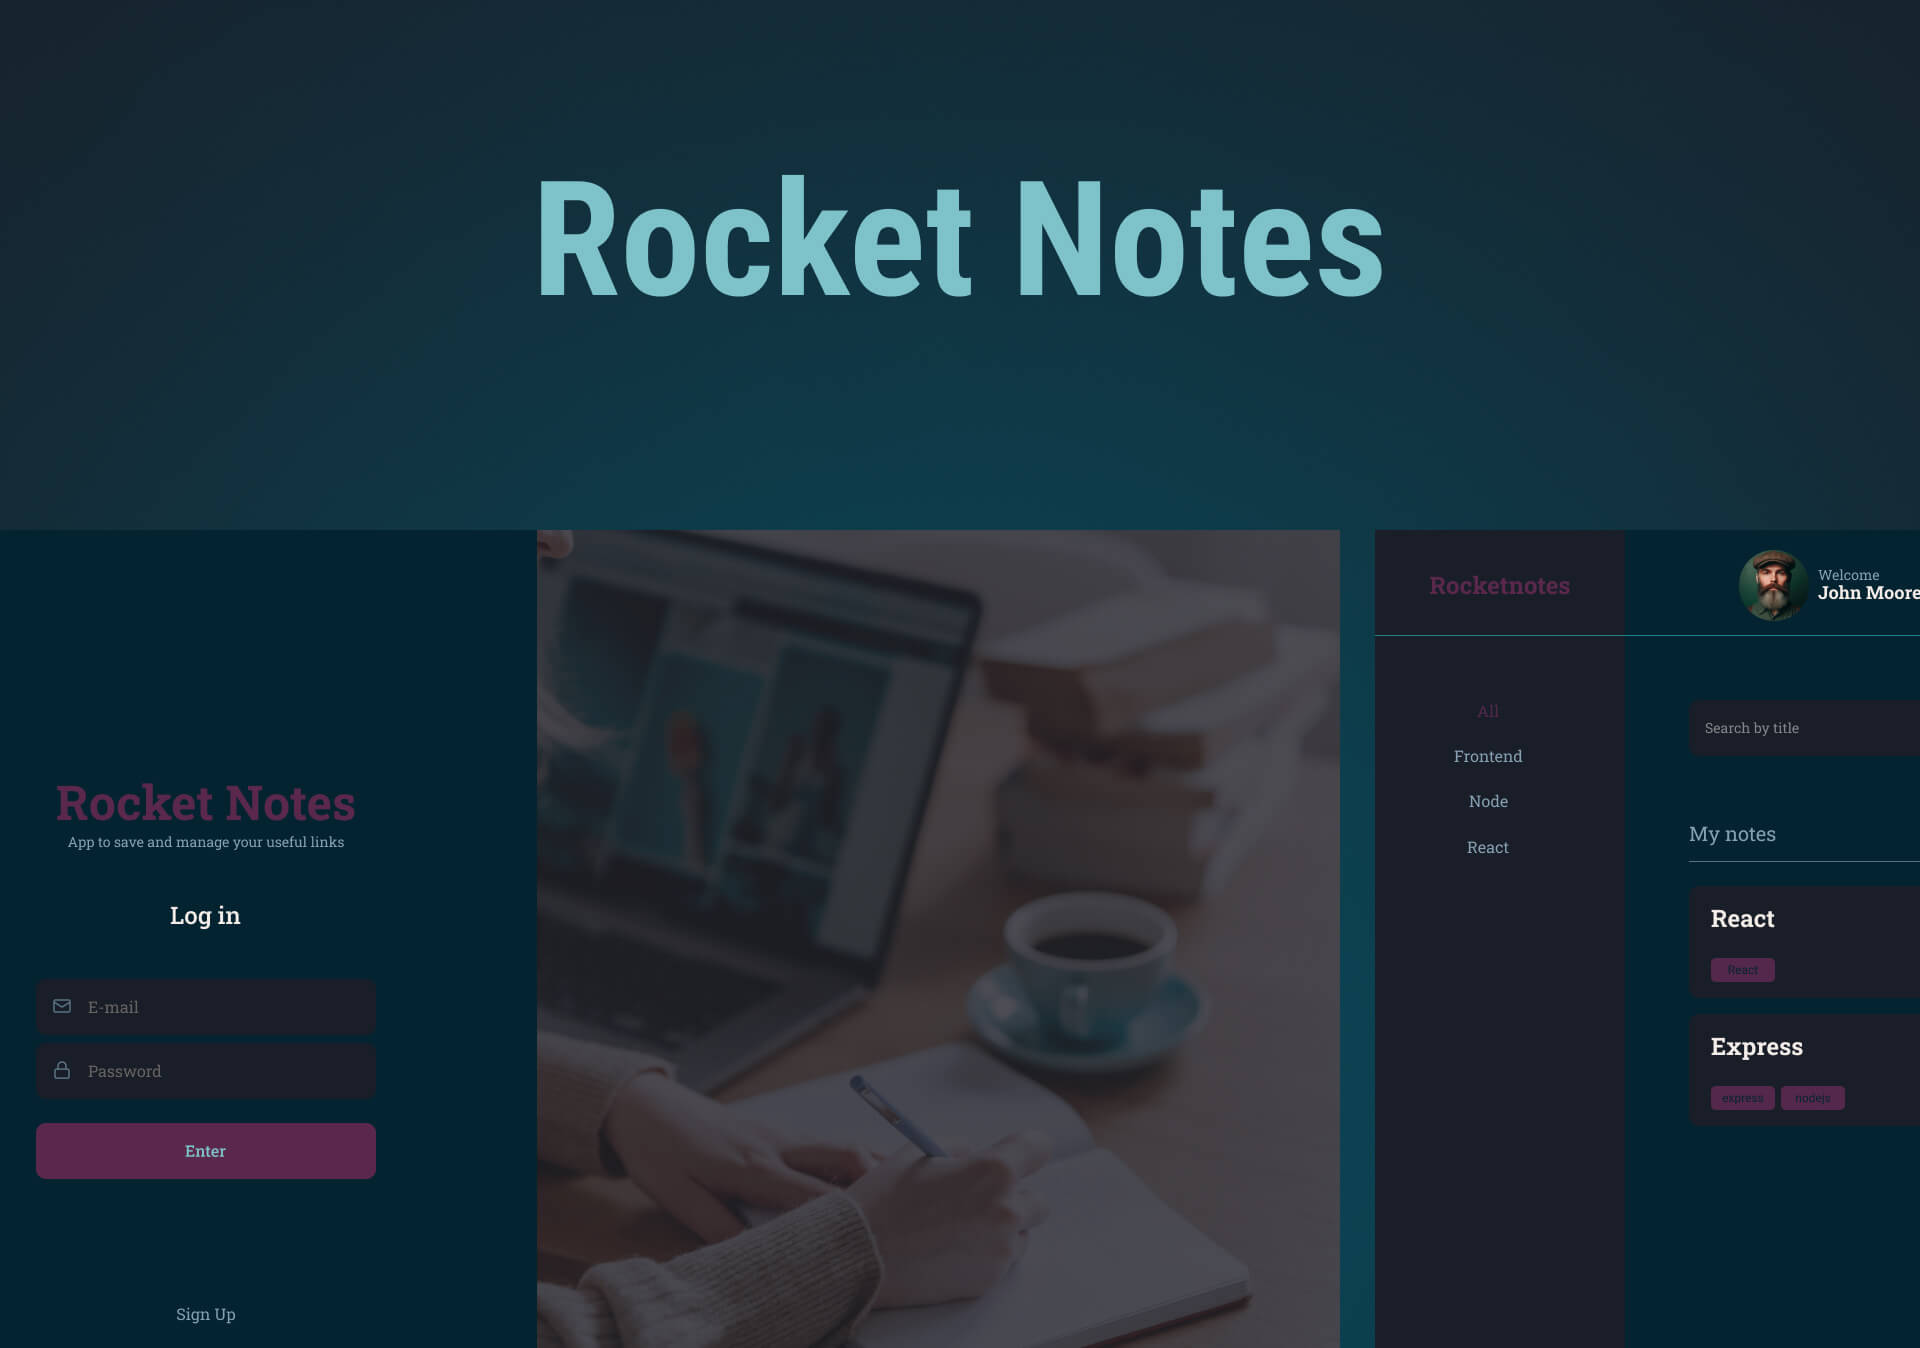 Rocket Notes
Rocket Notes
App to save and manage your useful links
Log in
E-mail
Password
Enter
Sign Up
Rocketnotes
Welcome
John Moore
All
Frontend
Node
React
Search by title
My notes
React
React
Express
express nodejs